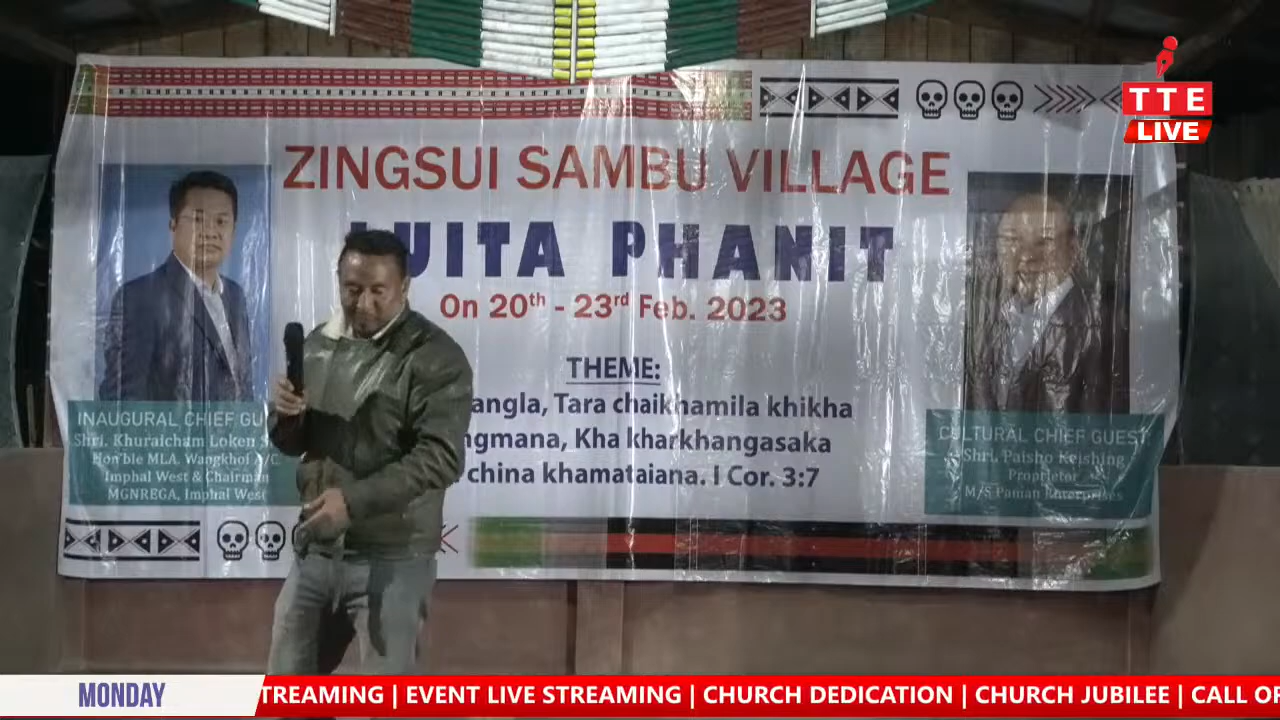 TTE
LIVE
ZINGSUI SAMBU VILLAGE
LUITA PHANIT
On 20th - 23rd Feb. 2023
THEME:
angla, Tara chaikhamila khikha
ngmana, Kha kharkhangasaka
china khamataiana. I Cor. 3:7
INAUGURAL CHIEF GU
Shri. Khuraicham Loken S
Hon'ble MLA, Wangkhoi A/C.
Imphal West & Chairman
MGNREGA, Imphal West
CULTURAL CHIEF GUEST
Shri. Paisho Keishing
Proprietor
M/S Paman Enterprises
MONDAY
TREAMING | EVENT LIVE STREAMING | CHURCH DEDICATION | CHURCH JUBILEE | CALL OF